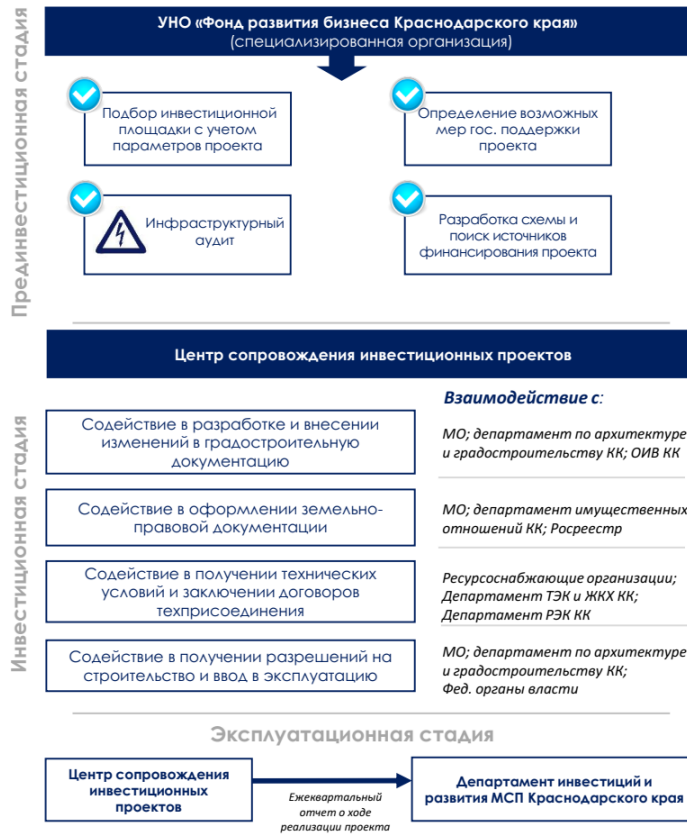 Прединвестиционная стадия
УНО «Фонд развития бизнеса Краснодарского края»
(специализированная организация)
Подбор инвестиционной
площадки с учетом
параметров проекта
Определение возможных
мер гос. поддержки
проекта
Инфраструктурный
аудит
Разработка схемы и
поиск источников
финансирования проекта
Инвестиционная стадия
Центр сопровождения инвестиционных проектов
Взаимодействие с:
Содействие в разработке и внесении
изменений в градостроительную
документацию
МО; департамент по архитектуре
и градостроительству КК; ОИВ КК
Содействие в оформлении земельно-
правовой документации
МО; департамент имущественных
отношений КК; Росреестр
Содействие в получении технических
условий и заключении договоров
техприсоединения
Ресурсоснабжающие организации;
Департамент ТЭК и ЖКХ КК;
Департамент РЭК КК
Содействие в получении разрешений на
строительство и ввод в эксплуатацию
МО; департамент по архитектуре
и градостроительству КК;
Фед. органы власти
Эксплуатационная стадия
Центр сопровождения
инвестиционных
проектов
Ежеквартальный
отчет о ходе
реализации проекта
Департамент инвестиций и
развития МСП Краснодарского края